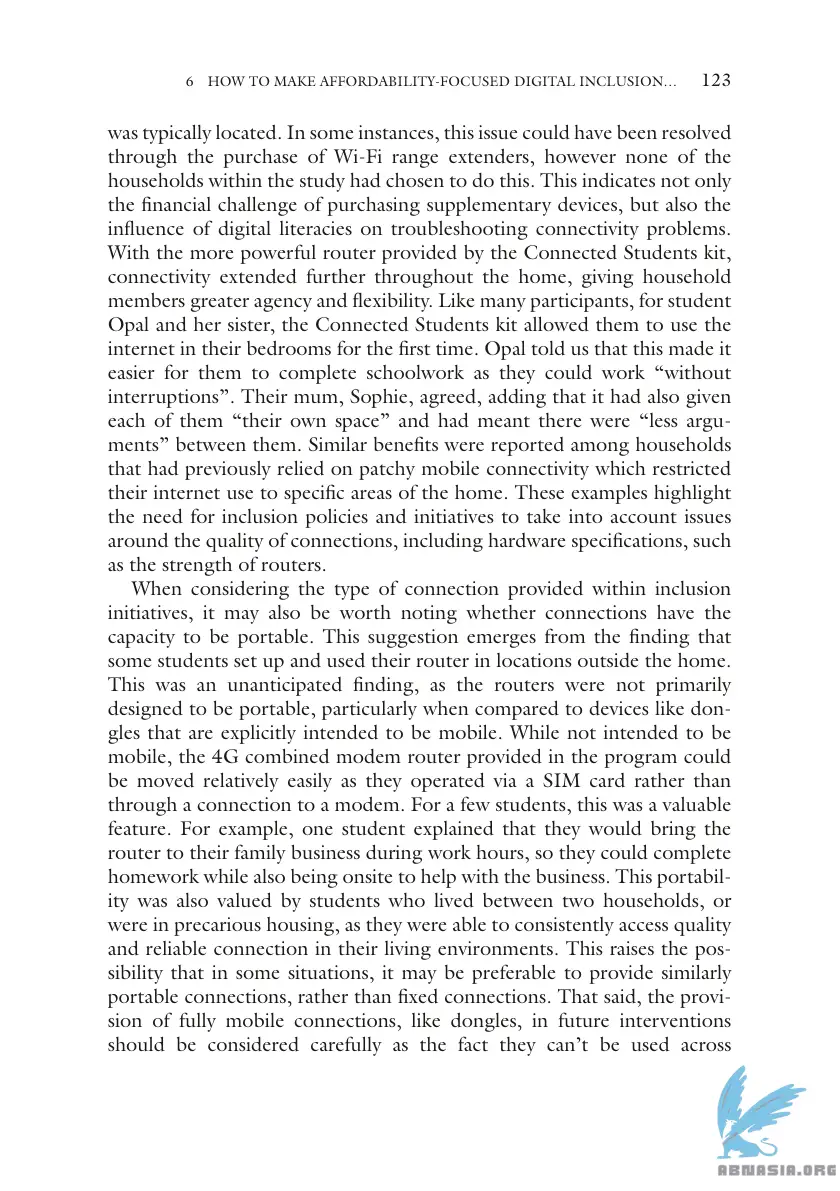 6 HOW TO MAKE AFFORDABILITY-FOCUSED DIGITAL INCLUSION… 123
was typically located. In some instances, this issue could have been resolved
through the purchase of Wi-Fi range extenders, however none of the
households within the study had chosen to do this. This indicates not only
the financial challenge of purchasing supplementary devices, but also the
influence of digital literacies on troubleshooting connectivity problems.
With the more powerful router provided by the Connected Students kit,
connectivity extended further throughout the home, giving household
members greater agency and flexibility. Like many participants, for student
Opal and her sister, the Connected Students kit allowed them to use the
internet in their bedrooms for the first time. Opal told us that this made it
easier for them to complete schoolwork as they could work “without
interruptions”. Their mum, Sophie, agreed, adding that it had also given
each of them “their own space” and had meant there were “less argu-
ments” between them. Similar benefits were reported among households
that had previously relied on patchy mobile connectivity which restricted
their internet use to specific areas of the home. These examples highlight
the need for inclusion policies and initiatives to take into account issues
around the quality of connections, including hardware specifications, such
as the strength of routers.
When considering the type of connection provided within inclusion
initiatives, it may also be worth noting whether connections have the
capacity to be portable. This suggestion emerges from the finding that
some students set up and used their router in locations outside the home.
This was an unanticipated finding, as the routers were not primarily
designed to be portable, particularly when compared to devices like don-
gles that are explicitly intended to be mobile. While not intended to be
mobile, the 4G combined modem router provided in the program could
be moved relatively easily as they operated via a SIM card rather than
through a connection to a modem. For a few students, this was a valuable
feature. For example, one student explained that they would bring the
router to their family business during work hours, so they could complete
homework while also being onsite to help with the business. This portabil-
ity was also valued by students who lived between two households, or
were in precarious housing, as they were able to consistently access quality
and reliable connection in their living environments. This raises the pos-
sibility that in some situations, it may be preferable to provide similarly
portable connections, rather than fixed connections. That said, the provi-
sion of fully mobile connections, like dongles, in future interventions
should be considered carefully as the fact they can’t be used across
ABNASIA.ORG